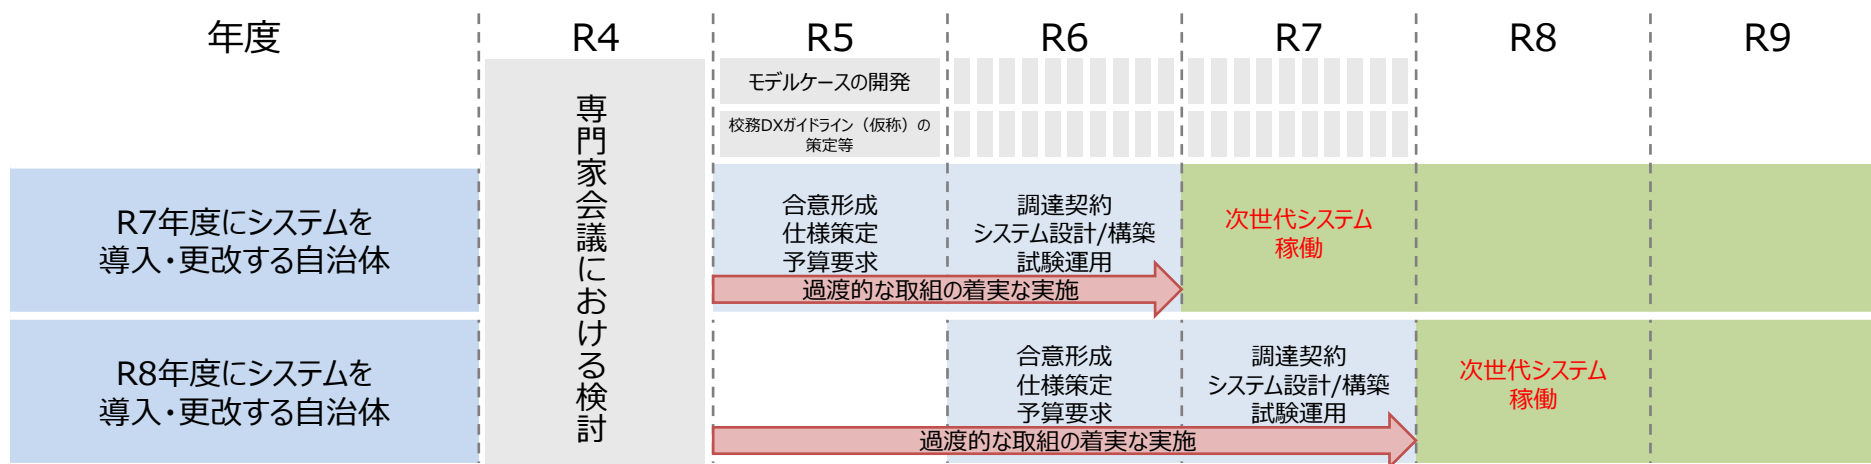 年度
R4
R5
R6
R7
R8
R9
専門家会議における検討
モデルケースの開発
校務DXガイドライン（仮称）の
策定等
R7年度にシステムを
導入・更改する自治体
合意形成
仕様策定
予算要求
調達契約
システム設計/構築
試験運用
次世代システム
稼働
過渡的な取組の着実な実施
R8年度にシステムを
導入・更改する自治体
合意形成
仕様策定
予算要求
調達契約
システム設計/構築
試験運用
次世代システム
稼働
過渡的な取組の着実な実施